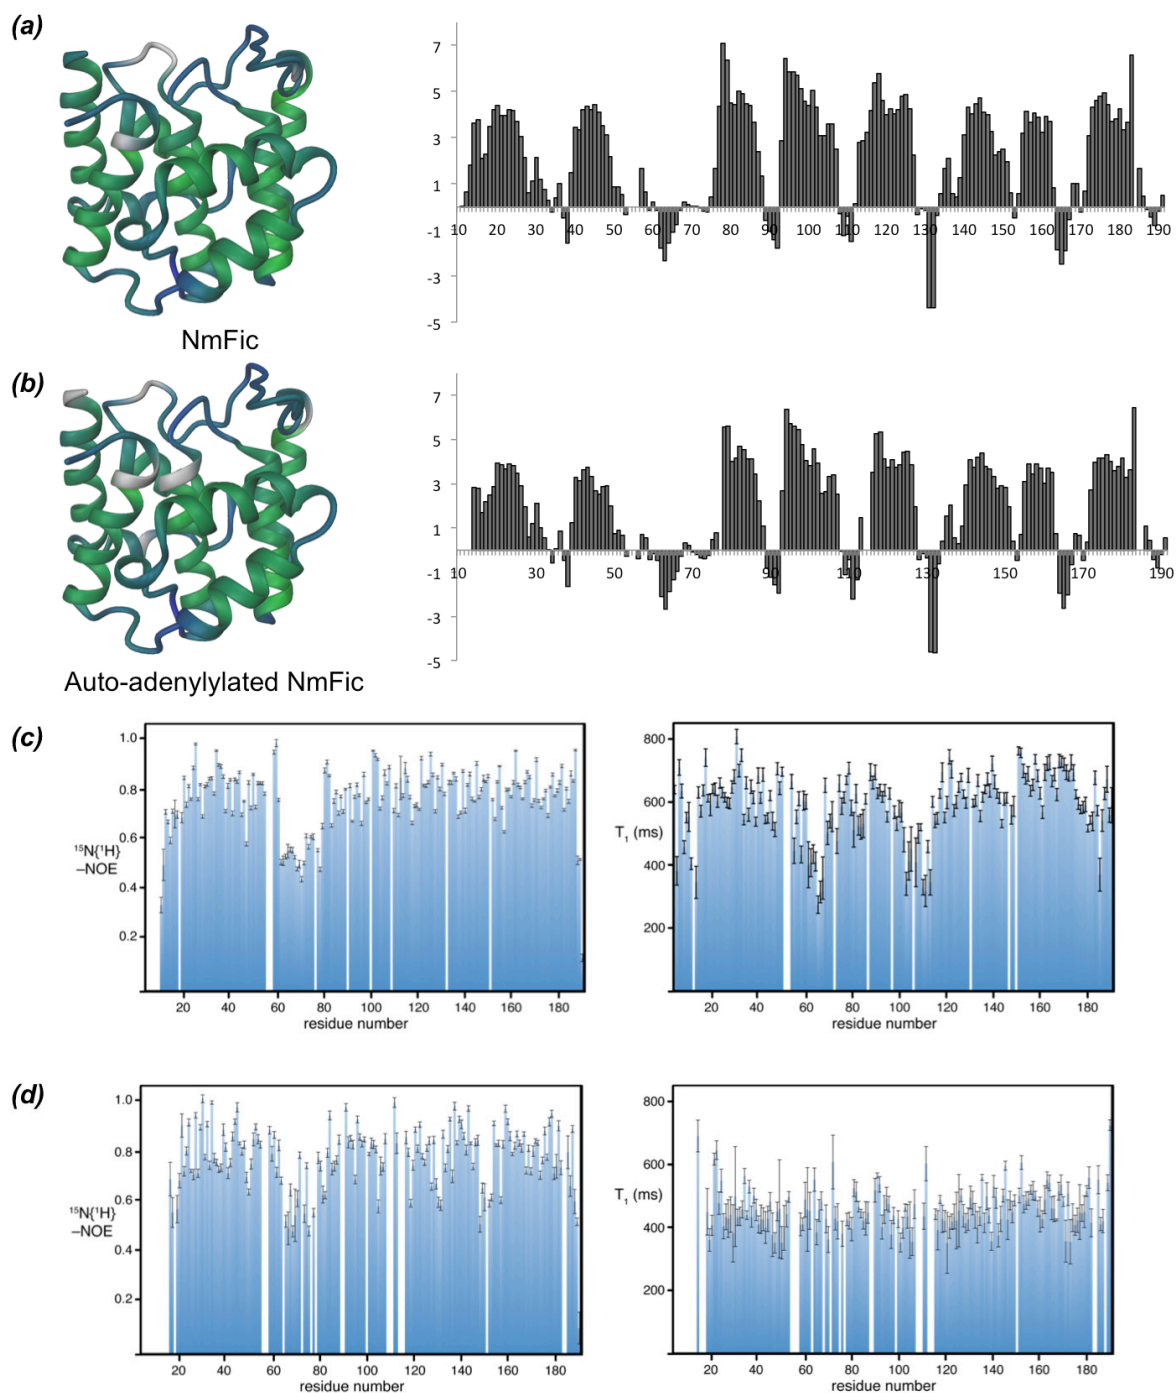 (a)
7
5
3
1
-1
-3
-5
10 20 30 40 50 60 70 80 90 100 110 120 130 140 150 160 170 180 190
NmFic
(b)
7
5
3
1
-1
-3
-5
10 30 50 70 90 110 130 150 170 190
Auto-adenylylated NmFic
(c)
1.0
0.8
0.6
0.4
0.2
¹⁵N{¹H}
–NOE
20 40 60 80 100 120 140 160 180
residue number
800
600
400
200
T₁ (ms)
20 40 60 80 100 120 140 160 180
residue number
(d)
1.0
0.8
0.6
0.4
0.2
¹⁵N{¹H}
–NOE
20 40 60 80 100 120 140 160 180
residue number
800
600
400
200
T₁ (ms)
20 40 60 80 100 120 140 160 180
residue number